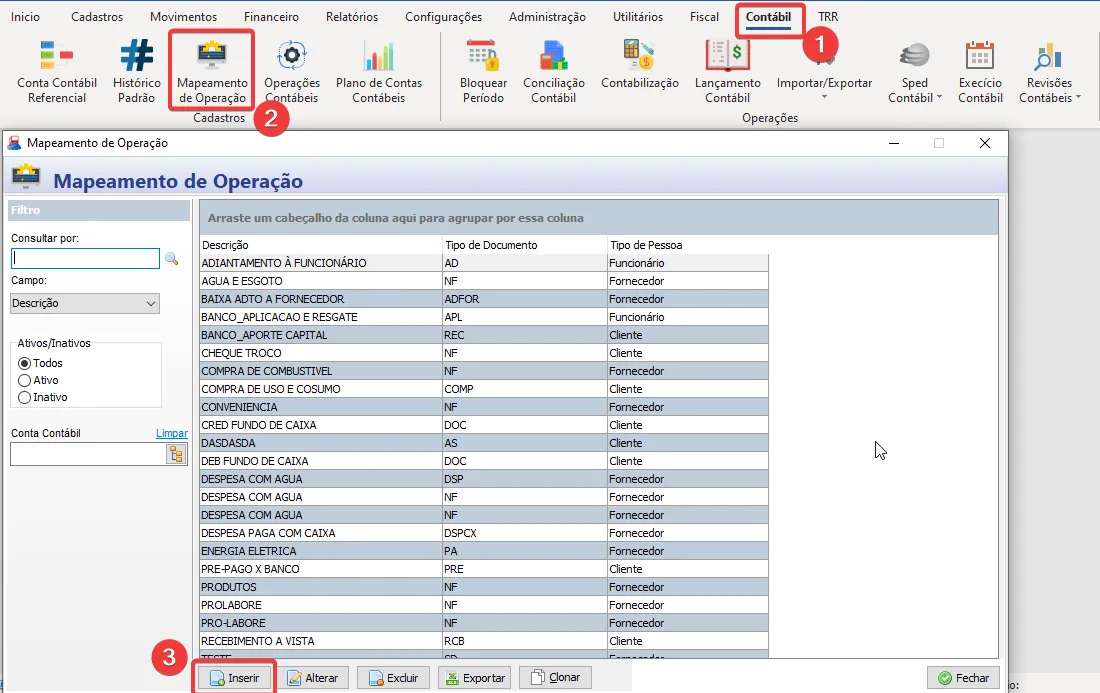 Inicio Cadastros Movimentos Financeiro Relatórios Configurações Administração Utilitários Fiscal Contábil TRR
1
Conta Contábil Referencial
Histórico Padrão
Mapeamento de Operação
Operações Contábeis
Plano de Contas Contábeis
Bloquear Período
Conciliação Contábil
Contabilização
Lançamento Contábil
Importar/Exportar
Sped Contábil
Execício Contábil
Revisões Contábeis
Cadastros
2
Operações
Mapeamento de Operação
Mapeamento de Operação
Filtro
Consultar por:
Campo:
Descrição
Ativos/Inativos
Todos
Ativo
Inativo
Conta Contábil Limpar
Arraste um cabeçalho da coluna aqui para agrupar por essa coluna
Descrição Tipo de Documento Tipo de Pessoa
ADIANTAMENTO À FUNCIONÁRIO AD Funcionário
AGUA E ESGOTO NF Fornecedor
BAIXA ADTO A FORNECEDOR ADFOR Fornecedor
BANCO_APLICACAO E RESGATE APL Funcionário
BANCO_APORTE CAPITAL REC Cliente
CHEQUE TROCO NF Cliente
COMPRA DE COMBUSTIVEL NF Fornecedor
COMPRA DE USO E COSUMO COMP Cliente
CONVENIENCIA NF Fornecedor
CRED FUNDO DE CAIXA DOC Cliente
DASDASDA AS Cliente
DEB FUNDO DE CAIXA DOC Cliente
DESPESA COM AGUA DSP Fornecedor
DESPESA COM AGUA NF Fornecedor
DESPESA COM AGUA NF Fornecedor
DESPESA PAGA COM CAIXA DSPCX Fornecedor
ENERGIA ELETRICA PA Fornecedor
PRE-PAGO X BANCO PRE Cliente
PRODUTOS NF Fornecedor
PROLABORE NF Fornecedor
PRO-LABORE NF Fornecedor
RECEBIMENTO A VISTA RCB Cliente
3
Inserir Alterar Excluir Exportar Clonar Fechar